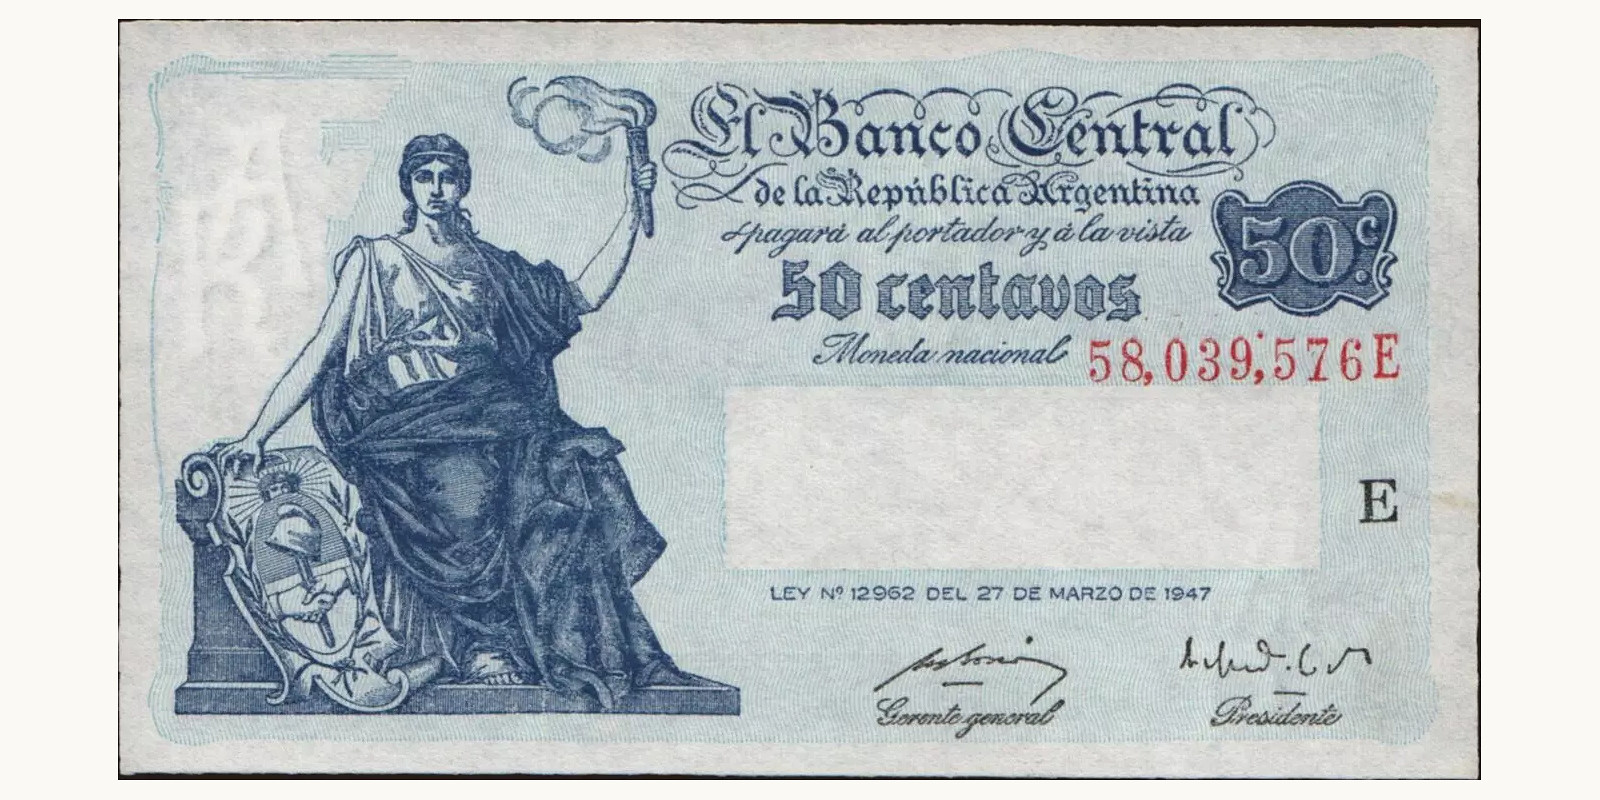 El Banco Central
de la República Argentina
pagará al portador y á la vista
50 centavos
50c.
Moneda nacional
58,039,576E
E
LEY Nº 12962 DEL 27 DE MARZO DE 1947
Gerente general
Presidente